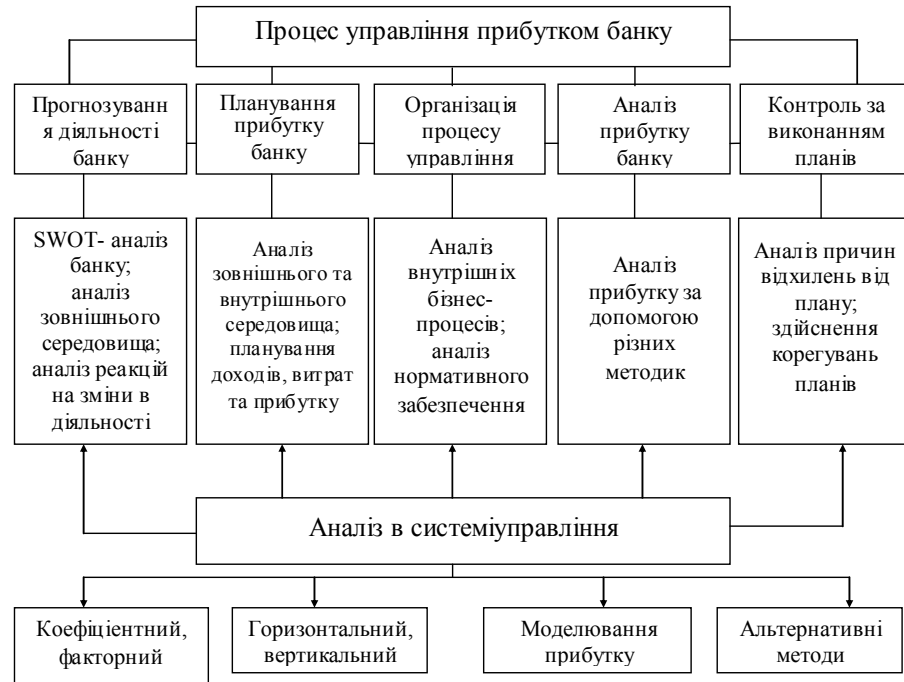 Процес управління прибутком банку
Прогнозуванн
я діяльності
банку
Планування
прибутку
банку
Організація
процесу
управління
Аналіз
прибутку
банку
Контроль за
виконанням
планів
SWOT- аналіз
банку;
аналіз
зовнішнього
середовища;
аналіз реакцій
на зміни в
діяльності
Аналіз
зовнішнього та
внутрішнього
середовища;
планування
доходів, витрат
та прибутку
Аналіз
внутрішніх
бізнес-
процесів;
аналіз
нормативного
забезпечення
Аналіз
прибутку за
допомогою
різних
методик
Аналіз причин
відхилень від
плану;
здійснення
корегувань
планів
Аналіз в системіуправління
Коефіцієнтний,
факторний
Горизонтальний,
вертикальний
Моделювання
прибутку
Альтернативні
методи